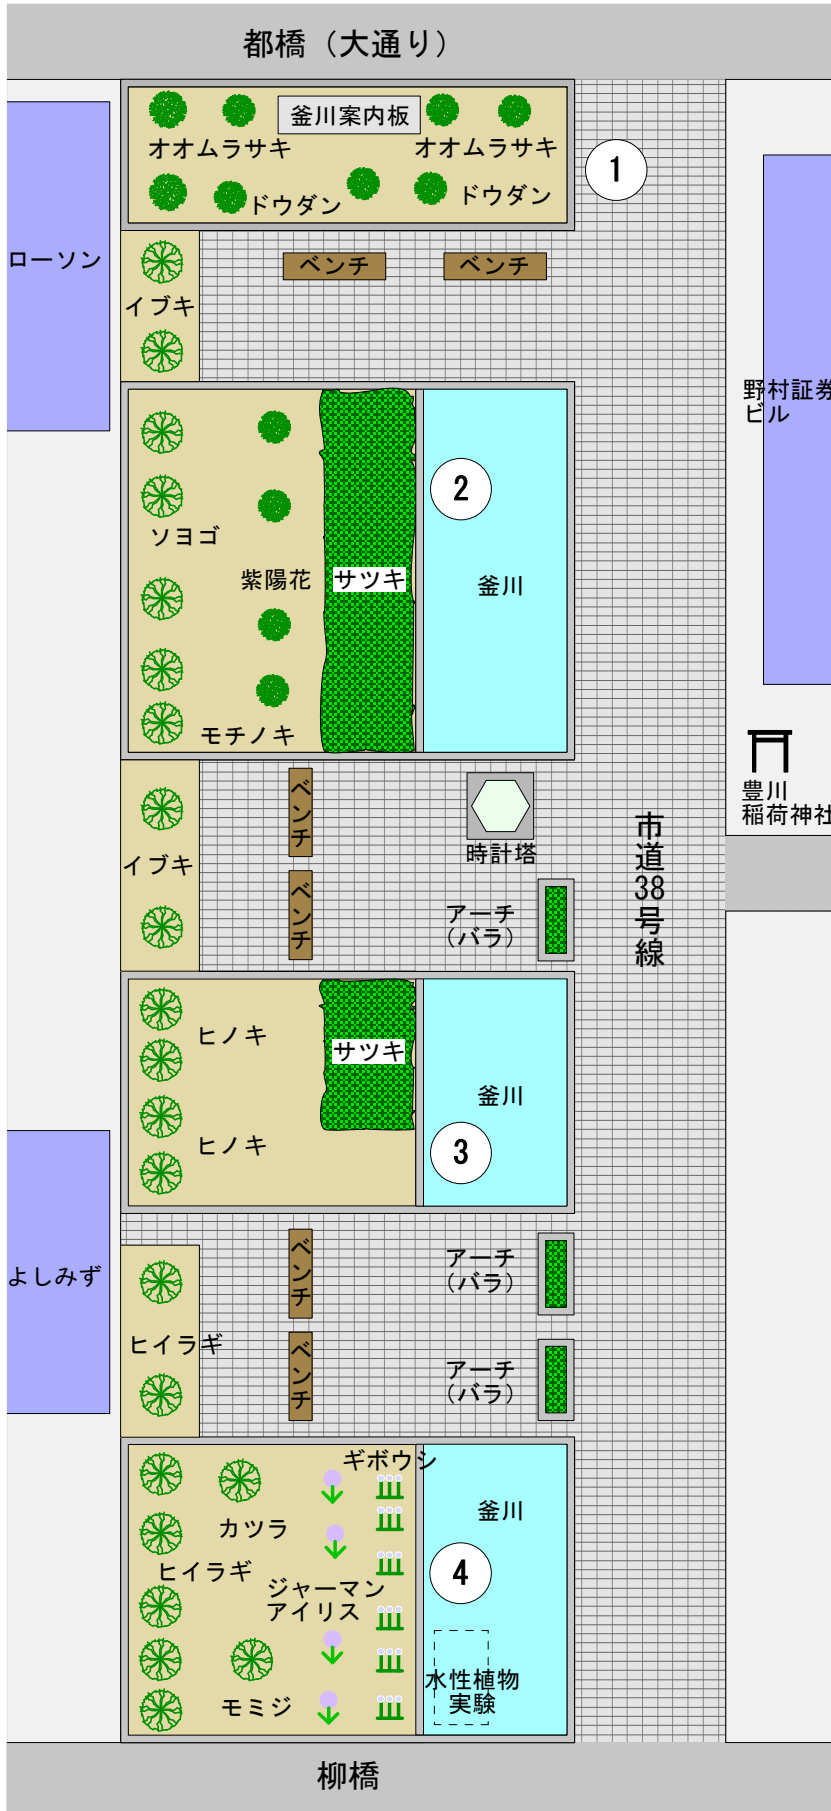 都橋（大通り）
釜川案内板
オオムラサキ
オオムラサキ
1
ドウダン
ドウダン
ローソン
ベンチ
ベンチ
イブキ
野村証券
ビル
2
ソヨゴ
紫陽花
サツキ
釜川
モチノキ
豊川
稲荷神社
ベンチ
時計塔
市道38号線
イブキ
ベンチ
アーチ
（バラ）
ヒノキ
サツキ
釜川
ヒノキ
3
ベンチ
アーチ
（バラ）
よしみず
ヒイラギ
ベンチ
アーチ
（バラ）
ギボウシ
カツラ
釜川
ヒイラギ
4
ジャーマン
アイリス
水性植物
実験
モミジ
柳橋